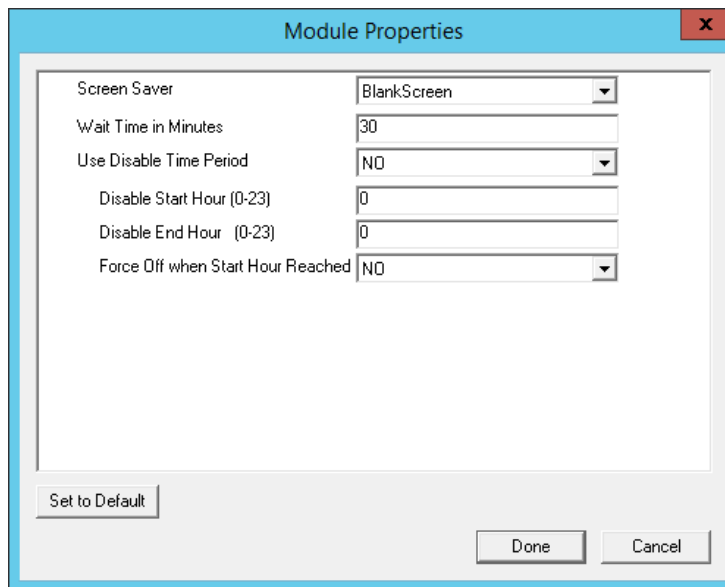 Module Properties
x
Screen Saver BlankScreen
Wait Time in Minutes 30
Use Disable Time Period NO
Disable Start Hour (0-23) 0
Disable End Hour (0-23) 0
Force Off when Start Hour Reached NO
Set to Default
Done Cancel